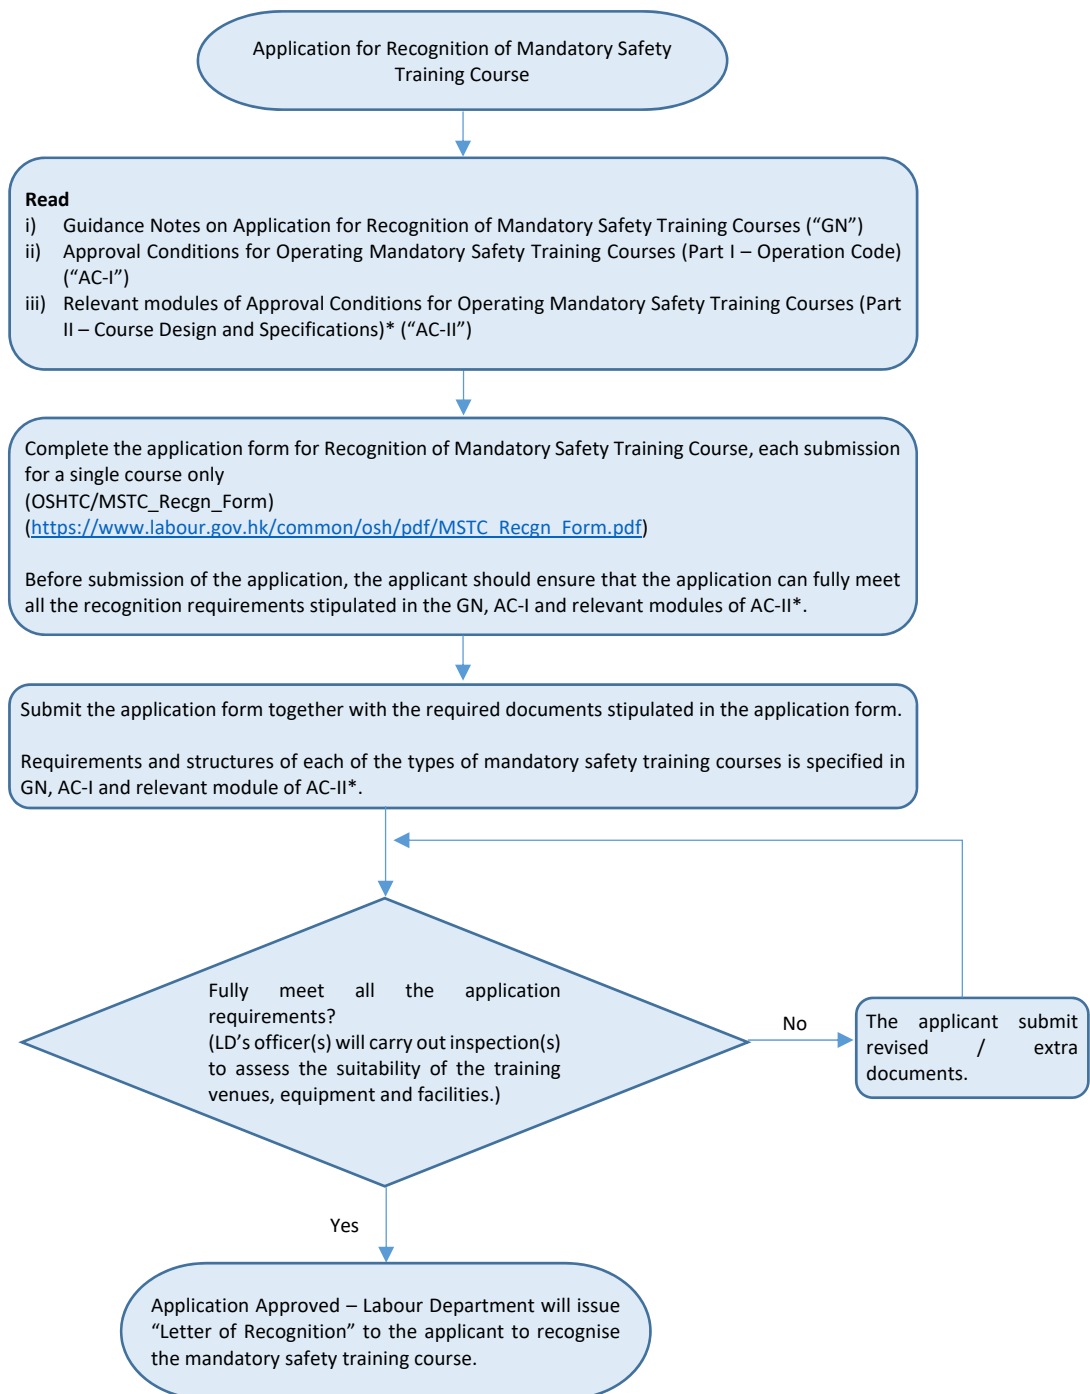 Application for Recognition of Mandatory Safety
Training Course
Read
i) Guidance Notes on Application for Recognition of Mandatory Safety Training Courses (“GN”)
ii) Approval Conditions for Operating Mandatory Safety Training Courses (Part I – Operation Code)
(“AC-I”)
iii) Relevant modules of Approval Conditions for Operating Mandatory Safety Training Courses (Part
II – Course Design and Specifications)* (“AC-II”)
Complete the application form for Recognition of Mandatory Safety Training Course, each submission
for a single course only
(OSHTC/MSTC_Recgn_Form)
(https://www.labour.gov.hk/common/osh/pdf/MSTC_Recgn_Form.pdf)
Before submission of the application, the applicant should ensure that the application can fully meet
all the recognition requirements stipulated in the GN, AC-I and relevant modules of AC-II*.
Submit the application form together with the required documents stipulated in the application form.
Requirements and structures of each of the types of mandatory safety training courses is specified in
GN, AC-I and relevant module of AC-II*.
Fully meet all the application
requirements?
(LD’s officer(s) will carry out inspection(s)
to assess the suitability of the training
venues, equipment and facilities.)
No
The applicant submit
revised / extra
documents.
Yes
Application Approved – Labour Department will issue
“Letter of Recognition” to the applicant to recognise
the mandatory safety training course.